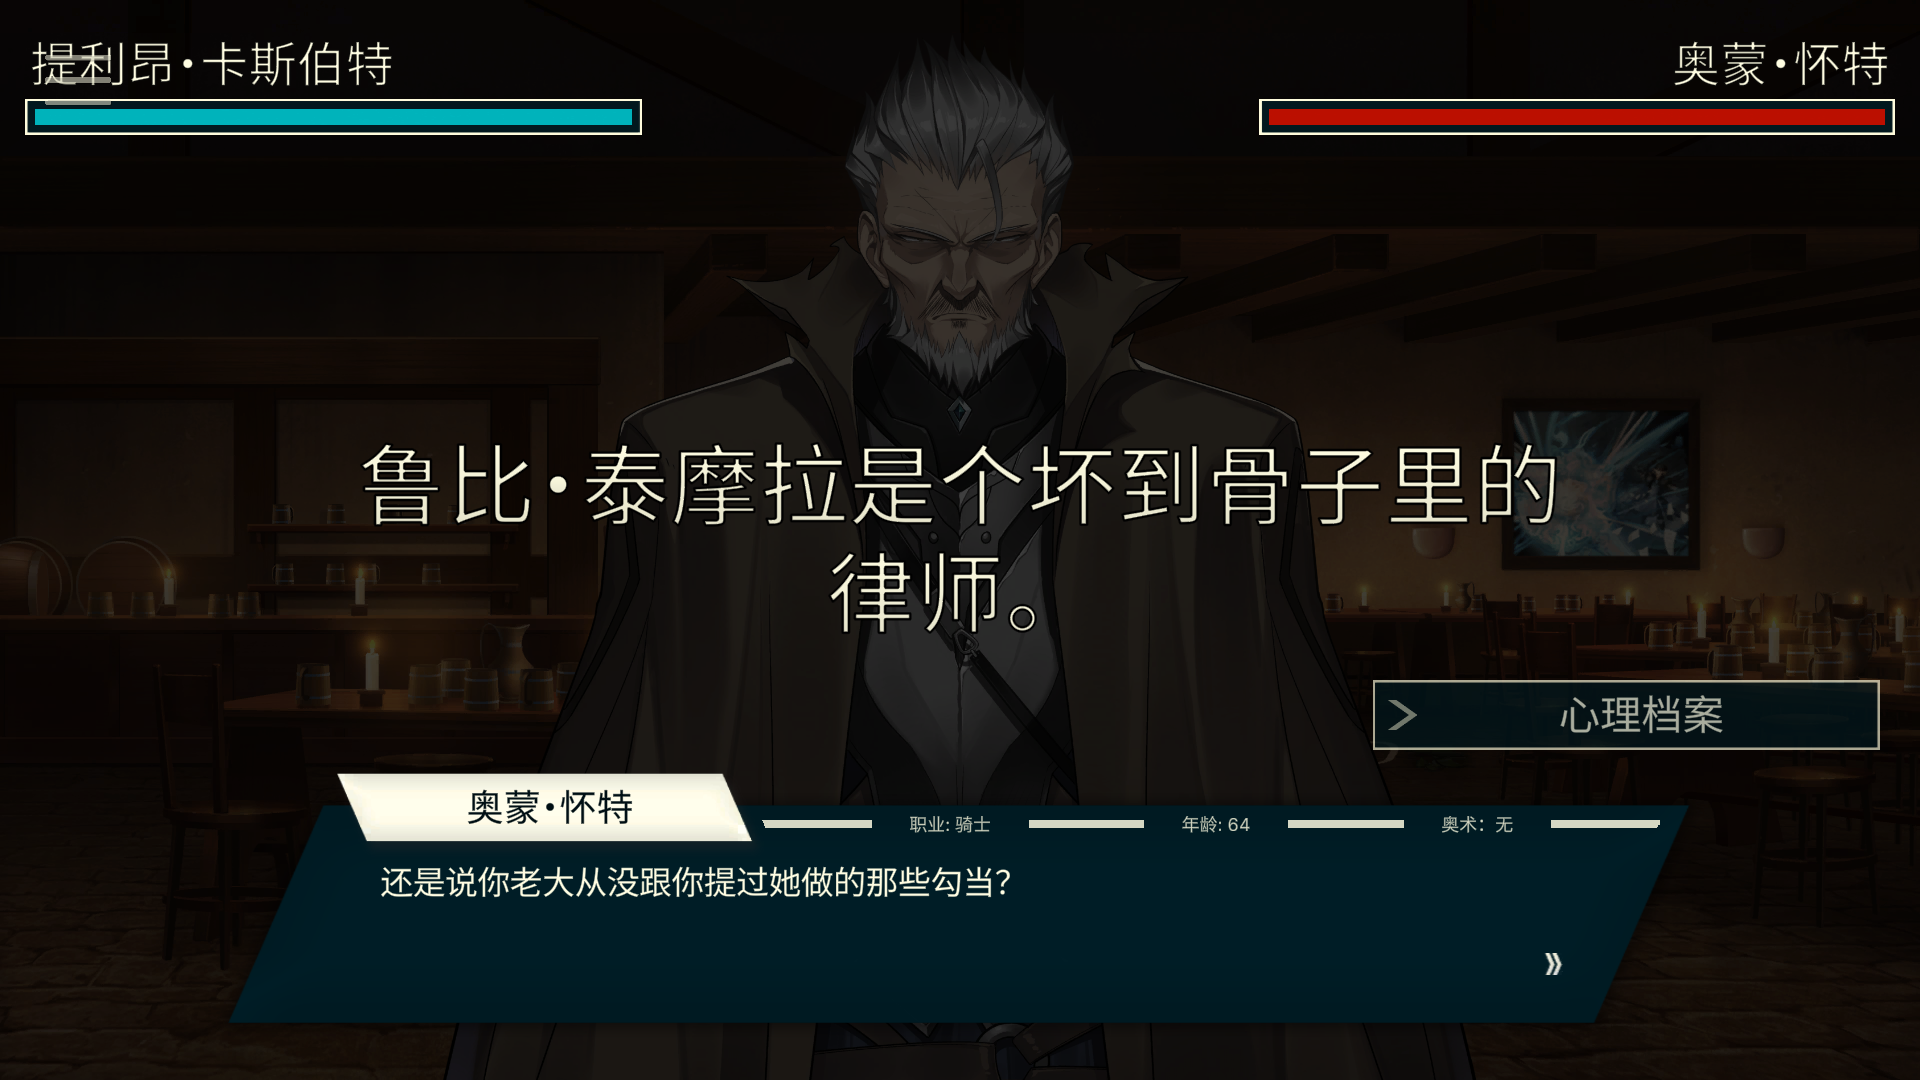 提利昂·卡斯伯特
奥蒙·怀特
鲁比·泰摩拉是个坏到骨子里的
律师。
心理档案
奥蒙·怀特
职业: 骑士
年龄: 64
奥术：无
还是说你老大从没跟你提过她做的那些勾当？